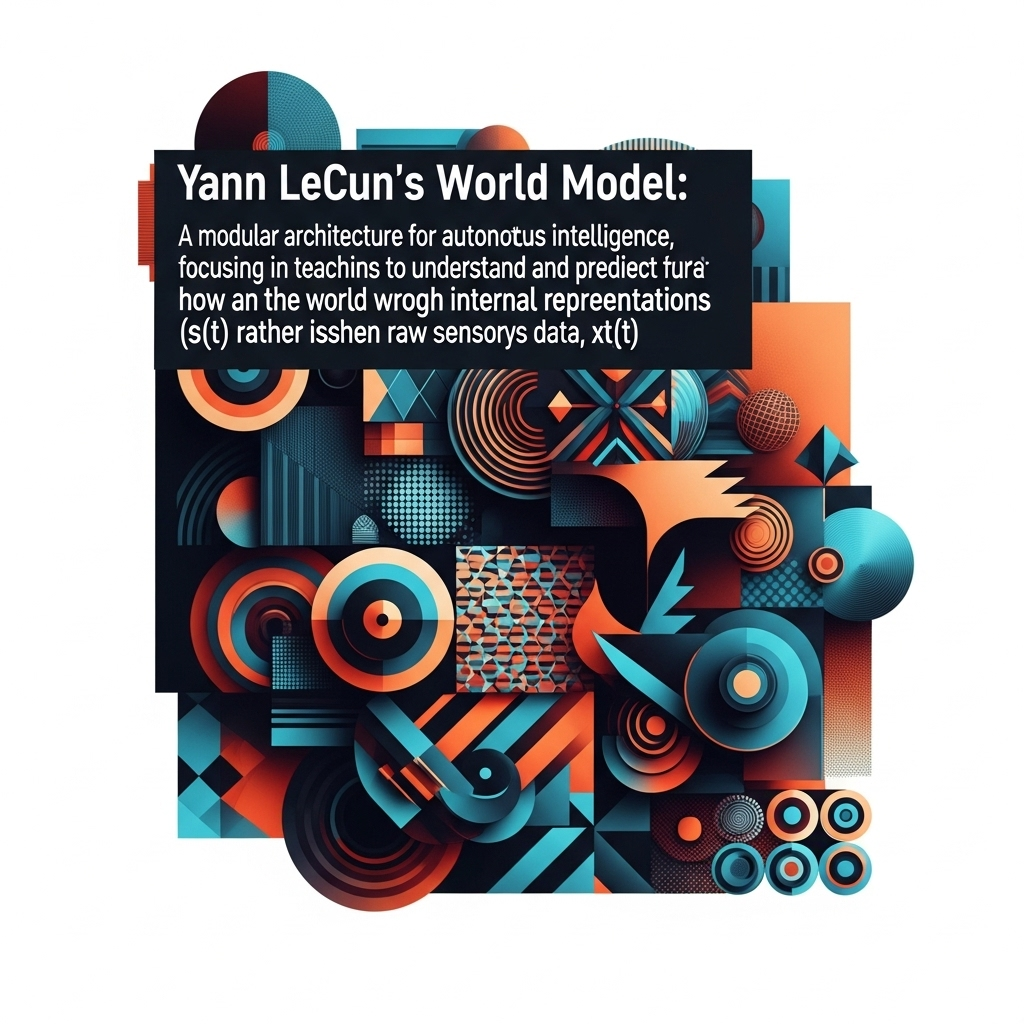 Yann LeCun's World Model:
A modular architecture for autonotus intelligence,
focusing in teachins to understand and prediect fura
how an the world wrogh internal repreentations
(s(t) rather isshen raw sensorys data, xt(t)